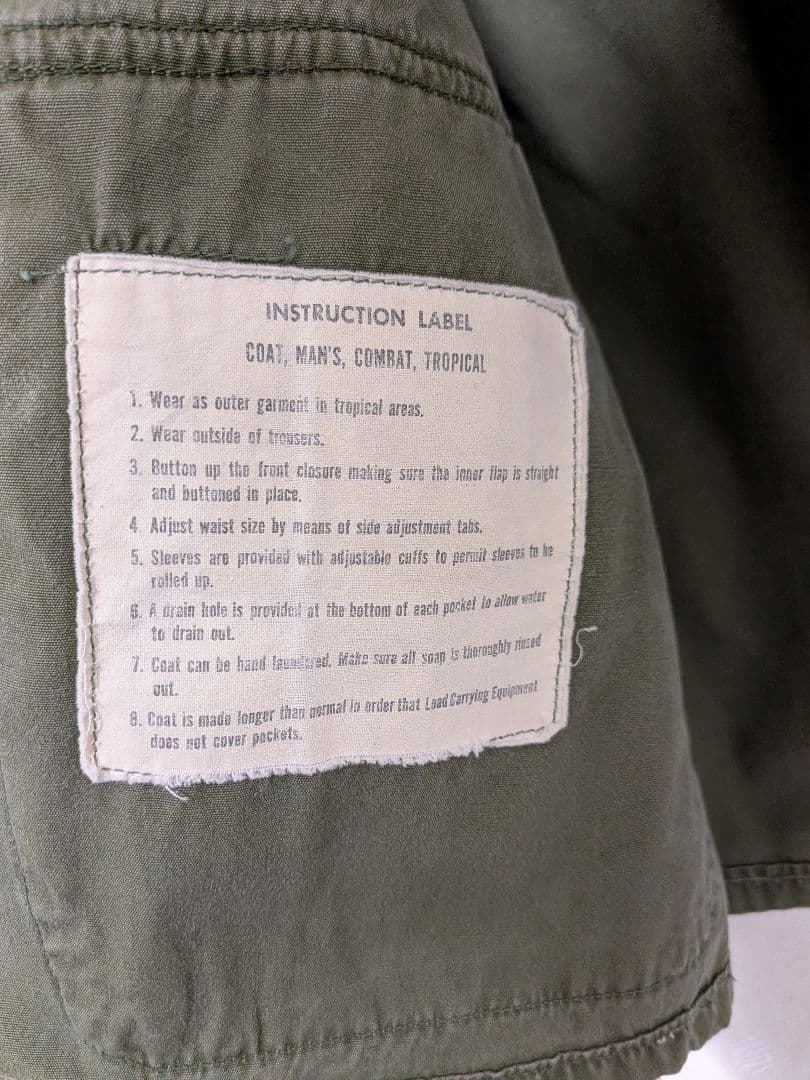 INSTRUCTION LABEL
COAT, MAN'S, COMBAT, TROPICAL
1. Wear as outer garment in tropical areas.
2. Wear outside of trousers.
3. Button up the front closure making sure the inner flap is straight
and buttoned in place.
4. Adjust waist size by means of side adjustment tabs.
5. Sleeves are provided with adjustable cuffs to permit sleeves to be
rolled up.
6. A drain hole is provided at the bottom of each pocket to allow water
to drain out.
7. Coat can be hand laundered. Make sure all soap is thoroughly rinsed
out.
8. Coat is made longer than normal in order that Load Carrying Equipment
does not cover pockets.